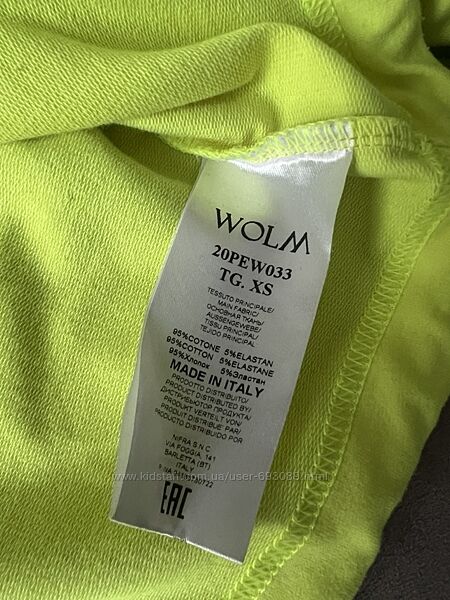 WOLM
20PEW033
TG. XS
TESSUTO PRINCIPALE/
MAIN FABRIC/
ОСНОВНАЯ ТКАНЬ/
AUSSENGEWEBE/
TISSU PRINCIPAL/
TEJIDO PRINCIPAL
95%COTONE 5%ELASTAN
95%COTTON 5%ELASTANE
95%Хлопок 5%Эластан
MADE IN ITALY
PRODOTTO DISTRIBUITO/
PRODUCT DISTRIBUTED BY/
ДИСТРИБЬЮТОР ПРОДУКТА/
PRODUKT VERTEILT VON/
PRODUIT DISTRIBUE PAR/
PRODUCTO DISTRIBUIDO POR
NIFRA S.N.C.
VIA FOGGIA, 141
BARLETTA (BT)
ITALY
www.kidstaff.com.ua/user-693089.html
EAC